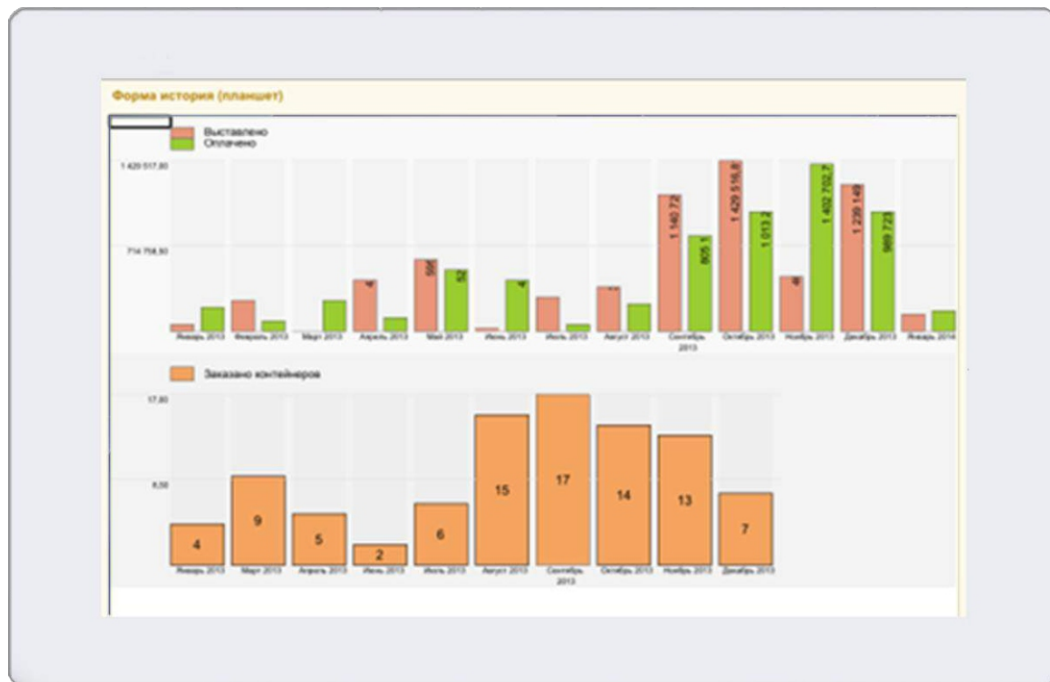 Форма история (планшет)
Выставлено
Оплачено
1 429 517,80
714 758,90
595
52
1 140 72
805 1
1 429 516,8
1 013 2
1 402 702,7
1 239 149
989 723
Январь 2013 Февраль 2013 Март 2013 Апрель 2013 Май 2013 Июнь 2013 Июль 2013 Август 2013 Сентябрь 2013 Октябрь 2013 Ноябрь 2013 Декабрь 2013 Январь 2014
Заказано контейнеров
17,00
8,50
4 9 5 2 6 15 17 14 13 7
Январь 2013 Март 2013 Апрель 2013 Июнь 2013 Июль 2013 Август 2013 Сентябрь 2013 Октябрь 2013 Ноябрь 2013 Декабрь 2013